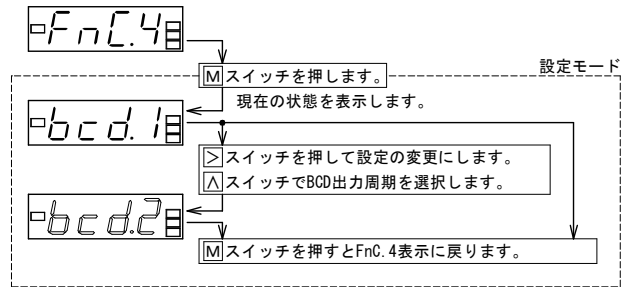 FnC.4
設定モード
Mスイッチを押します。
現在の状態を表示します。
bcd.1
>スイッチを押して設定の変更にします。
∧スイッチでBCD出力周期を選択します。
bcd.2
Mスイッチを押すとFnC.4表示に戻ります。